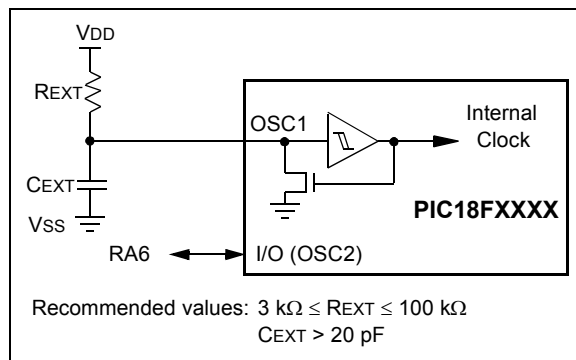 VDD
REXT
OSC1
Internal
Clock
CEXT
PIC18FXXXX
VSS
RA6
I/O (OSC2)
Recommended values: 3 kΩ ≤ REXT ≤ 100 kΩ
CEXT > 20 pF